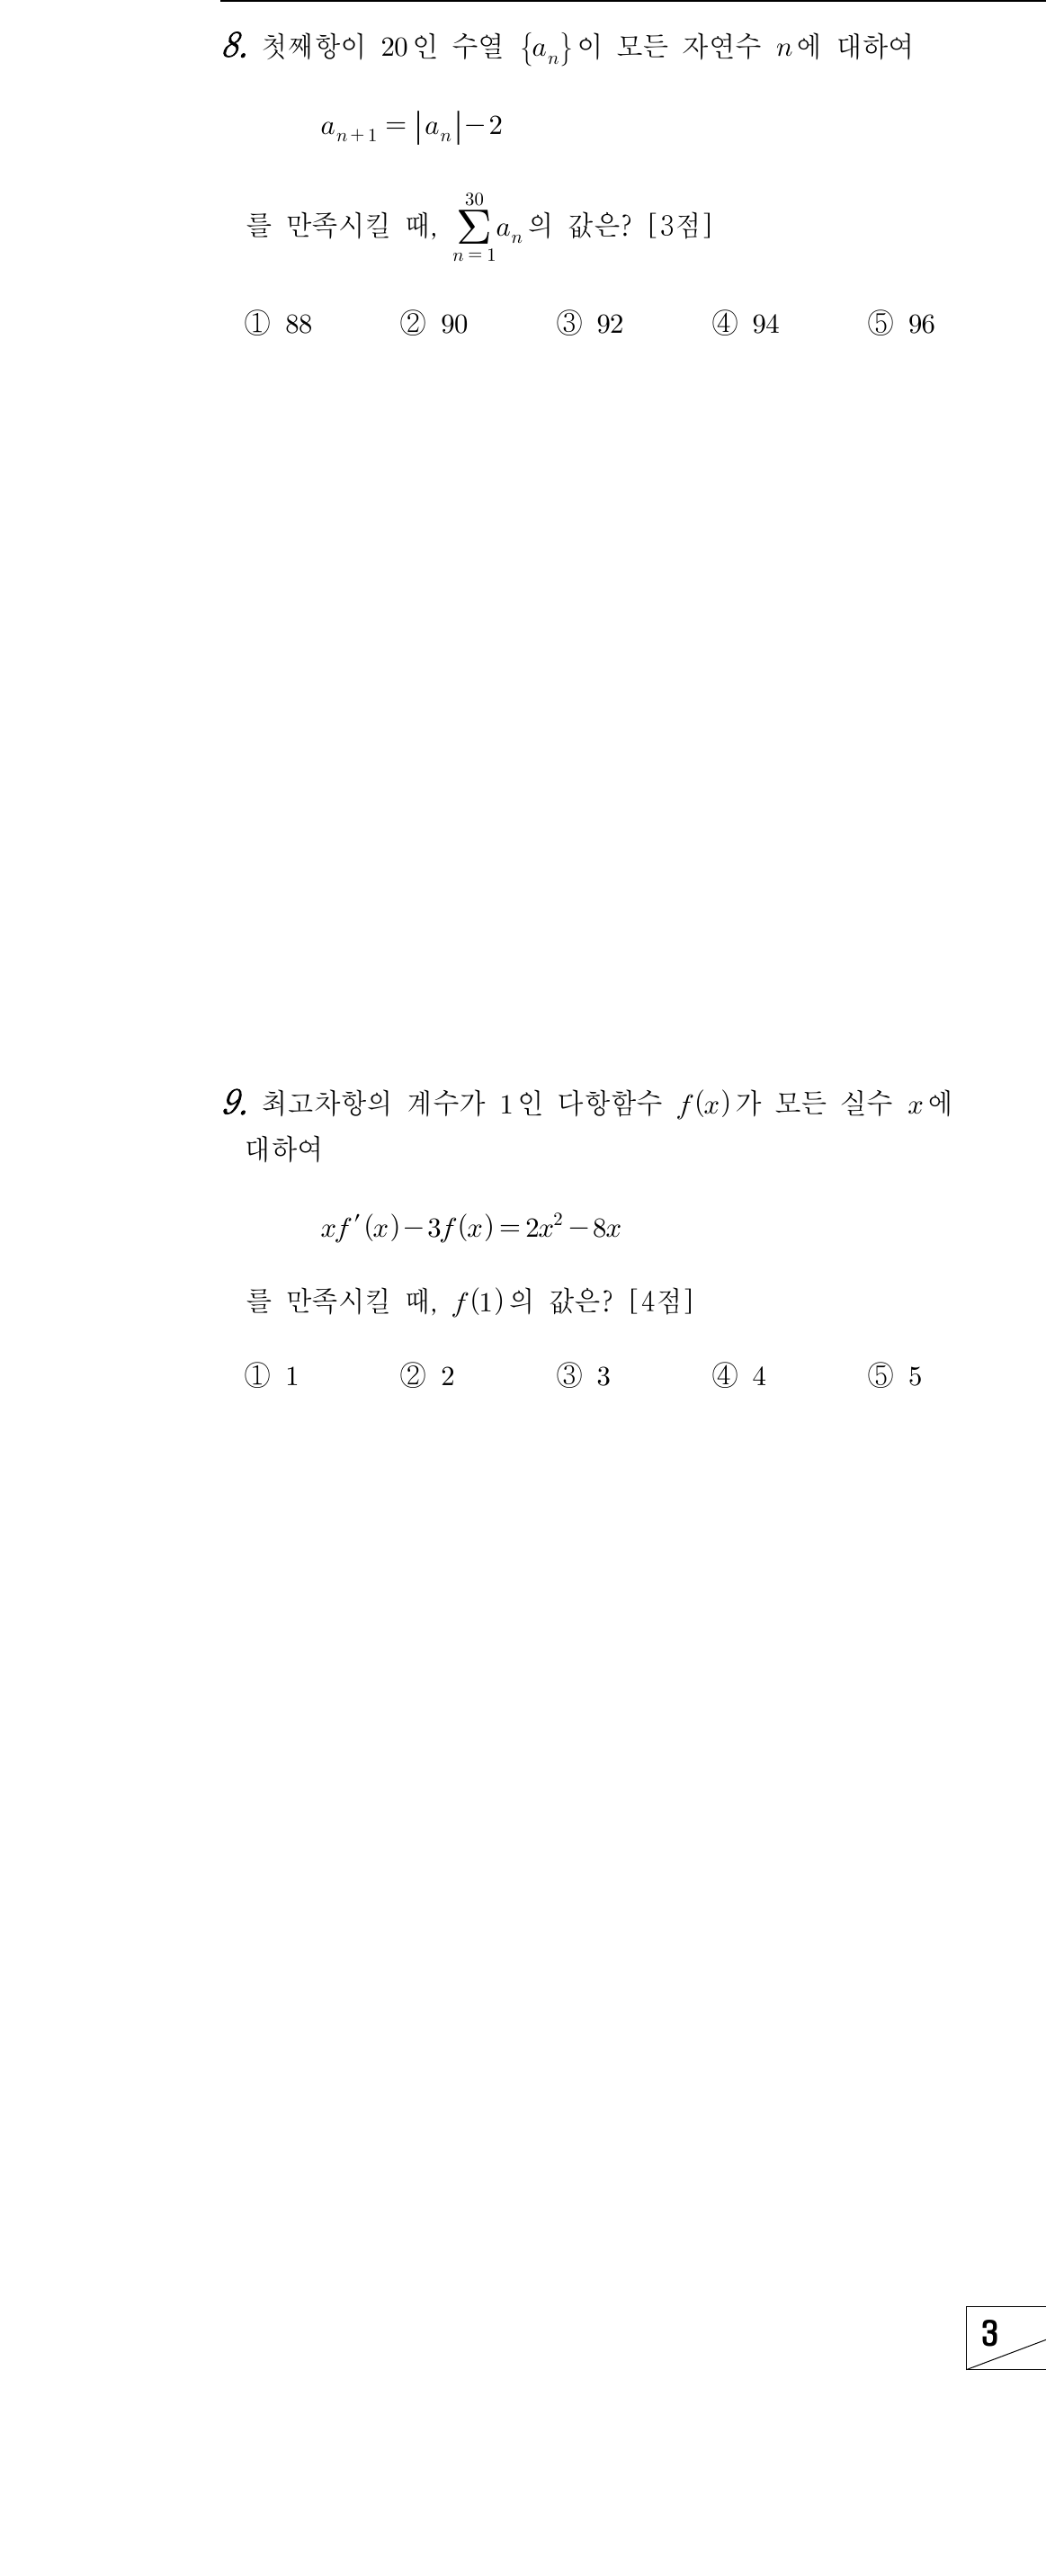 8. 첫째항이 20인 수열 {aₙ}이 모든 자연수 n에 대하여
aₙ₊₁ = |aₙ| − 2
를 만족시킬 때, ∑_{n=1}^{30} aₙ의 값은? [3점]
① 88 ② 90 ③ 92 ④ 94 ⑤ 96
9. 최고차항의 계수가 1인 다항함수 f(x)가 모든 실수 x에
대하여
xf′(x) − 3f(x) = 2x² − 8x
를 만족시킬 때, f(1)의 값은? [4점]
① 1 ② 2 ③ 3 ④ 4 ⑤ 5
3